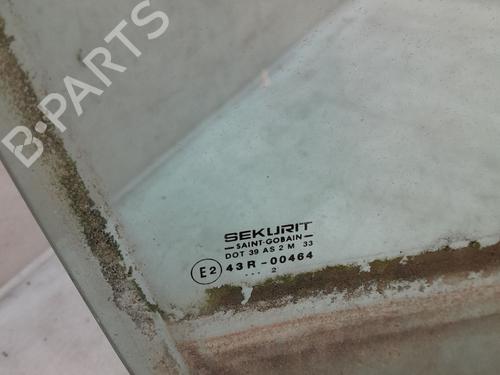 B-PARTS
SEKURIT
SAINT-GOBAIN
DOT 39 AS 2 M 33
E2 43R-00464
... 2